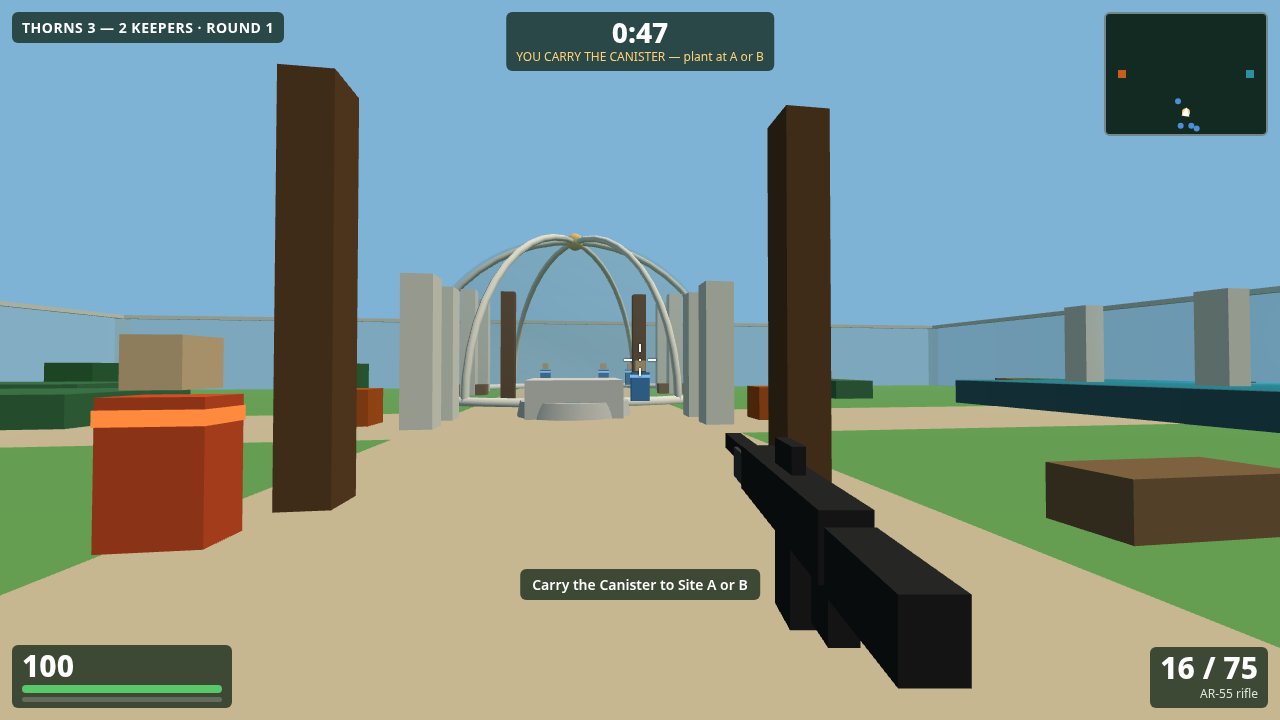 THORNS 3 — 2 KEEPERS · ROUND 1
0:47
YOU CARRY THE CANISTER — plant at A or B
Carry the Canister to Site A or B
100
16 / 75
AR-55 rifle